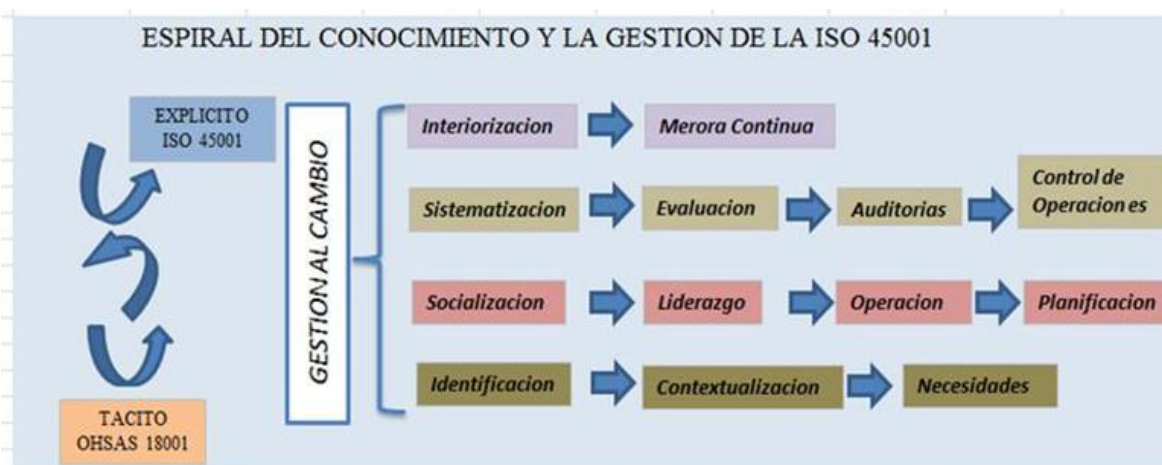 ESPIRAL DEL CONOCIMIENTO Y LA GESTION DE LA ISO 45001
EXPLICITO
ISO 45001
GESTION AL CAMBIO
Interiorizacion
Merora Continua
Sistematizacion
Evaluacion
Auditorias
Control de
Operacion es
Socializacion
Liderazgo
Operacion
Planificacion
Identificacion
Contextualizacion
Necesidades
TACITO
OHSAS 18001